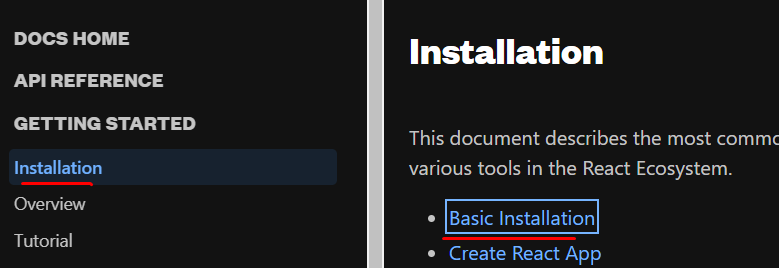 DOCS HOME
API REFERENCE
GETTING STARTED
Installation
Overview
Tutorial
Installation
This document describes the most
various tools in the React Ecosystem.
Basic Installation
Create React App